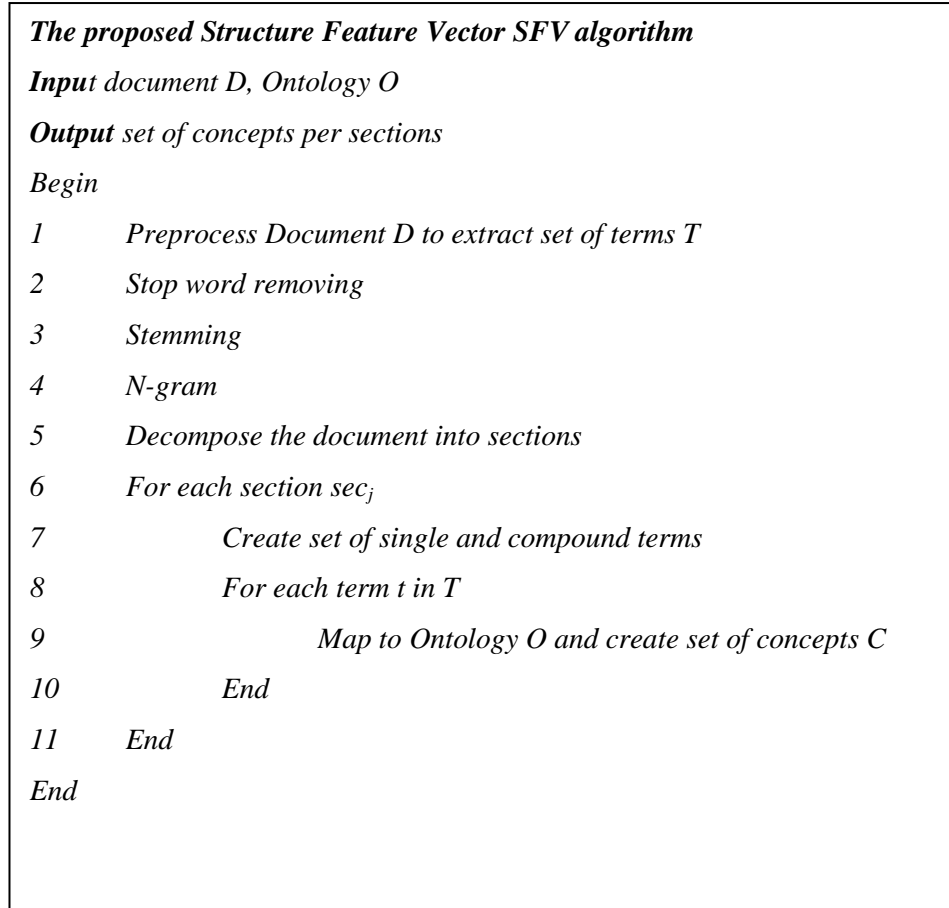 The proposed Structure Feature Vector SFV algorithm
Input document D, Ontology O
Output set of concepts per sections
Begin
1 Preprocess Document D to extract set of terms T
2 Stop word removing
3 Stemming
4 N-gram
5 Decompose the document into sections
6 For each section secj
7 Create set of single and compound terms
8 For each term t in T
9 Map to Ontology O and create set of concepts C
10 End
11 End
End